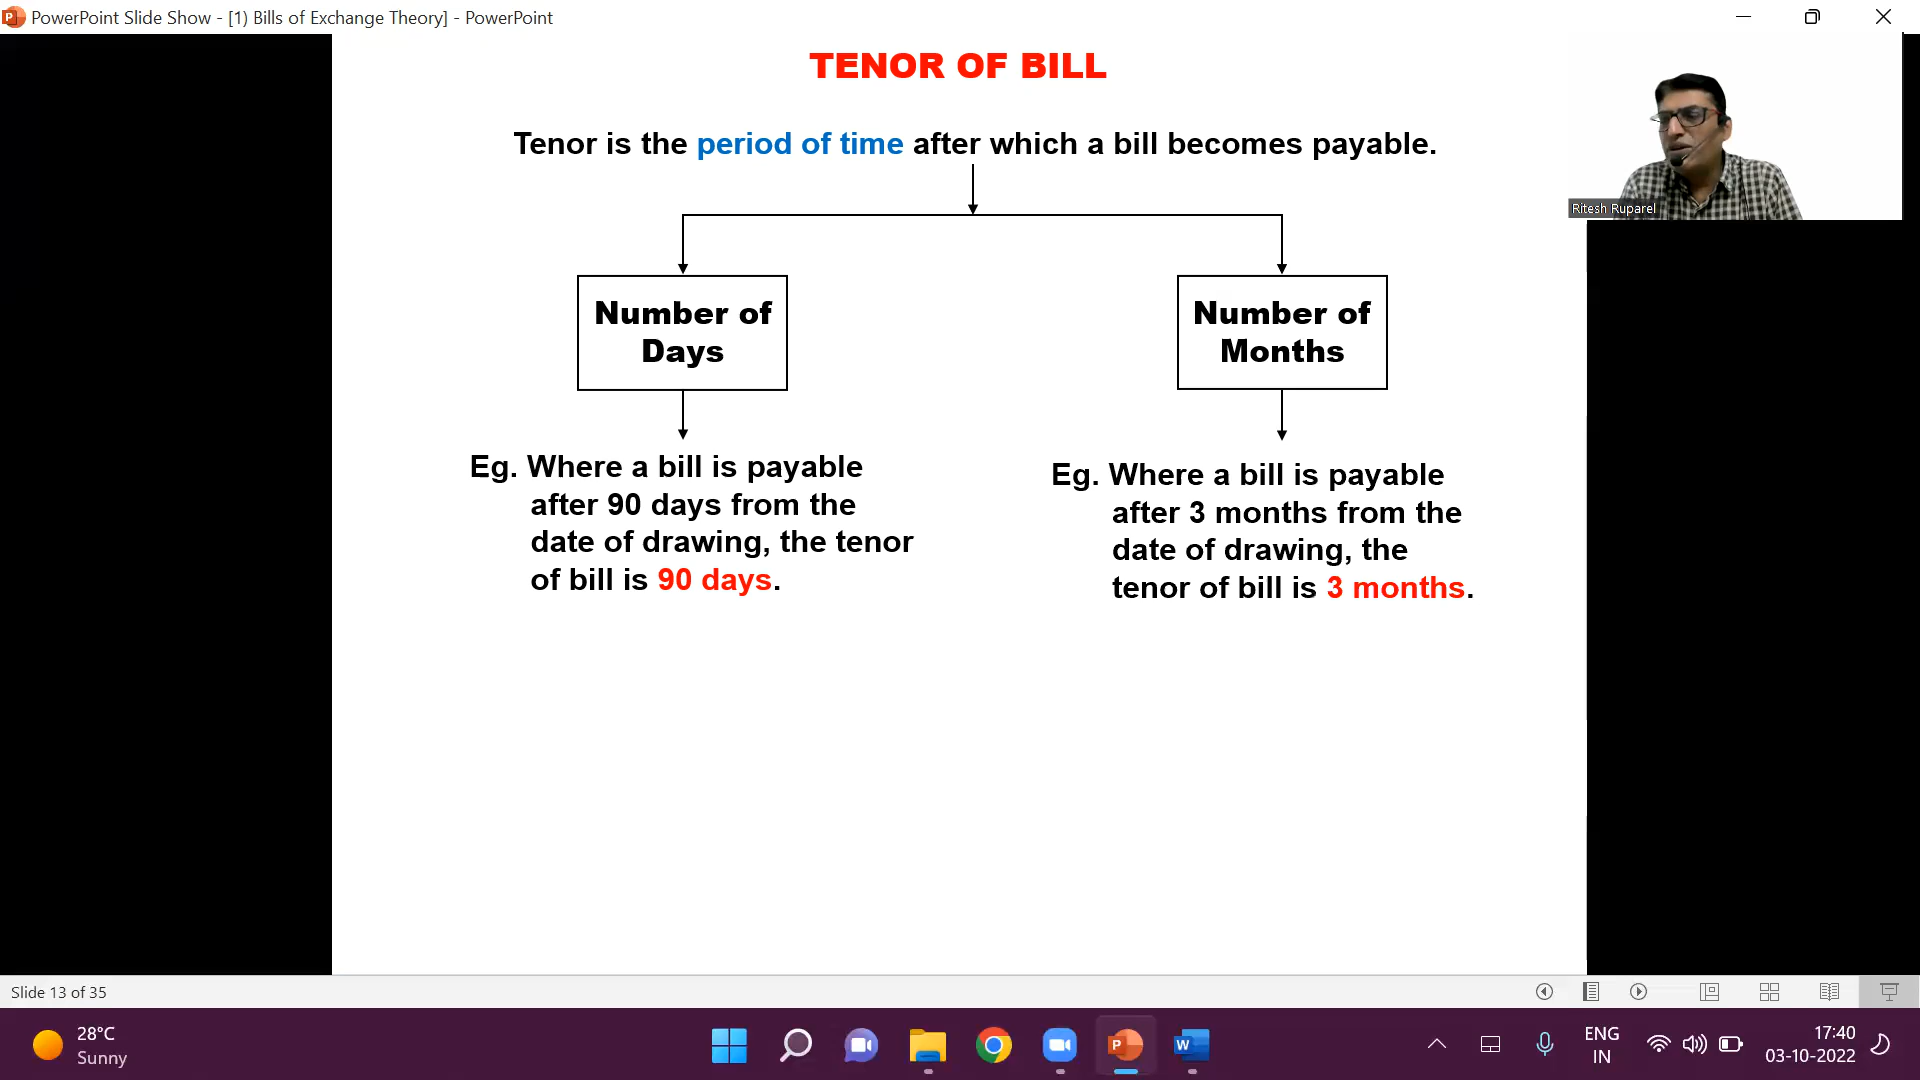 PowerPoint Slide Show - [1) Bills of Exchange Theory] - PowerPoint
TENOR OF BILL
Tenor is the period of time after which a bill becomes payable.
Ritesh Ruparel
Number of
Days
Number of
Months
Eg. Where a bill is payable
after 90 days from the
date of drawing, the tenor
of bill is 90 days.
Eg. Where a bill is payable
after 3 months from the
date of drawing, the
tenor of bill is 3 months.
Slide 13 of 35
28°C
Sunny
ENG
IN
17:40
03-10-2022